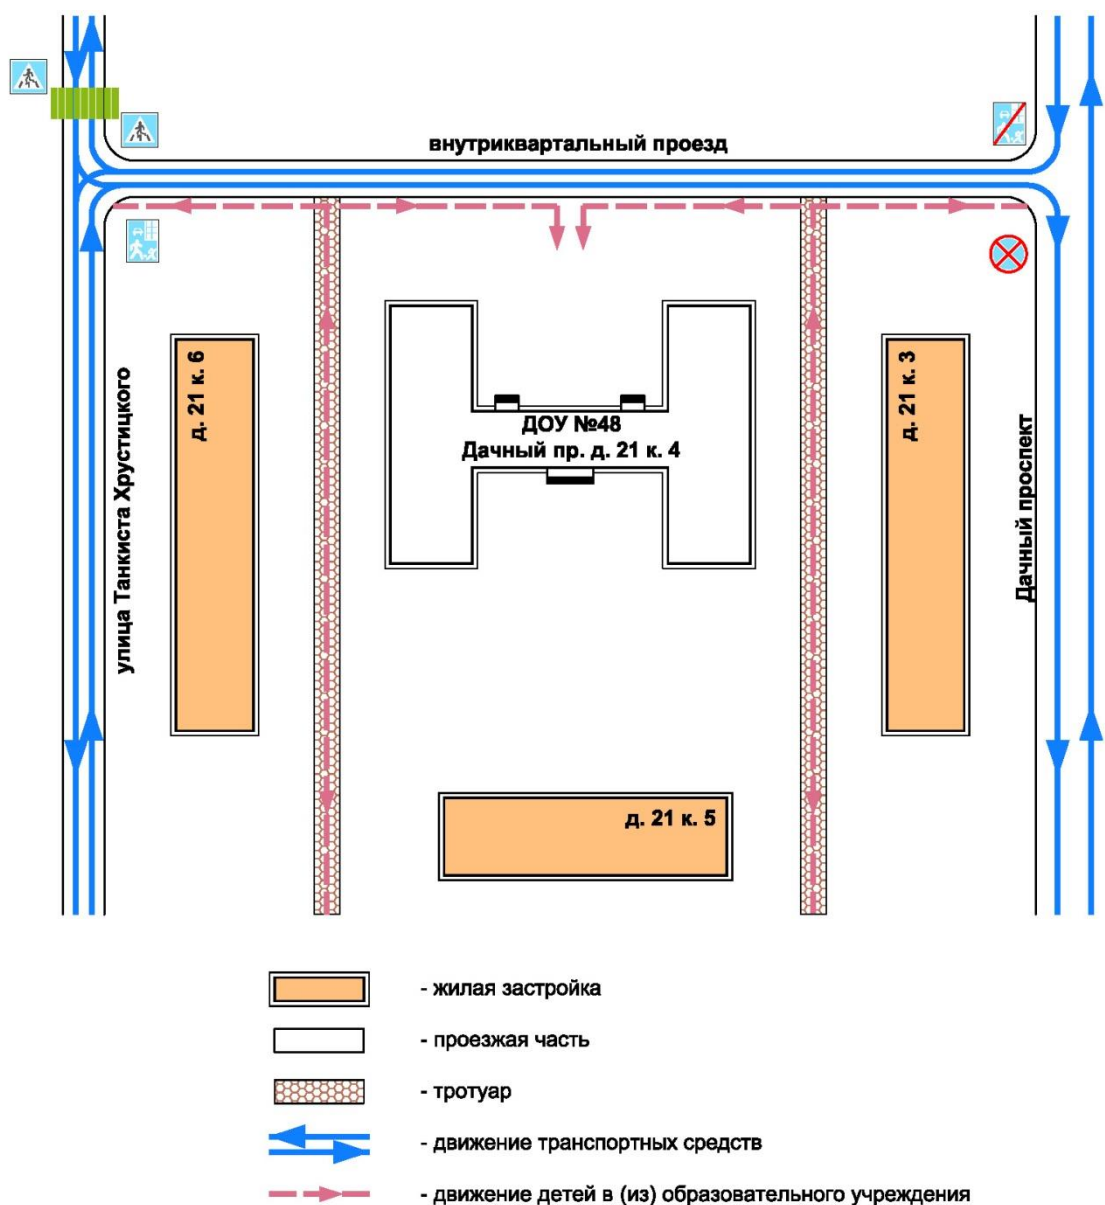 внутриквартальный проезд
улица Танкиста Хрустицкого
д. 21 к. 6
ДОУ №48
Дачный пр. д. 21 к. 4
д. 21 к. 3
Дачный проспект
д. 21 к. 5
- жилая застройка
- проезжая часть
- тротуар
- движение транспортных средств
- движение детей в (из) образовательного учреждения